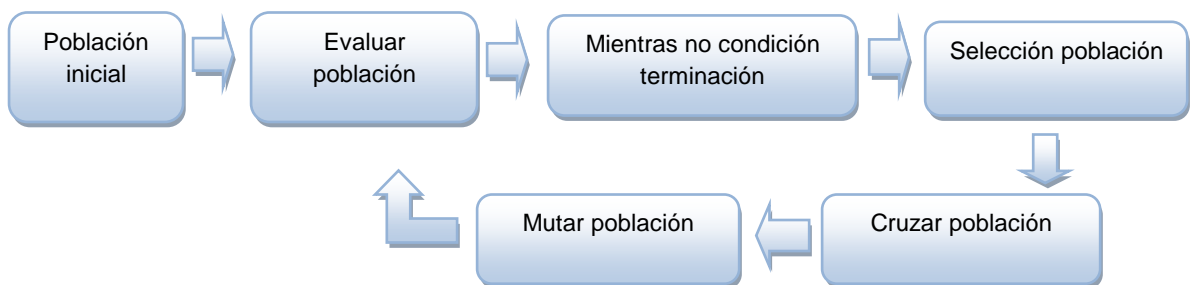 Población
inicial
Evaluar
población
Mientras no condición
terminación
Selección población
Cruzar población
Mutar población